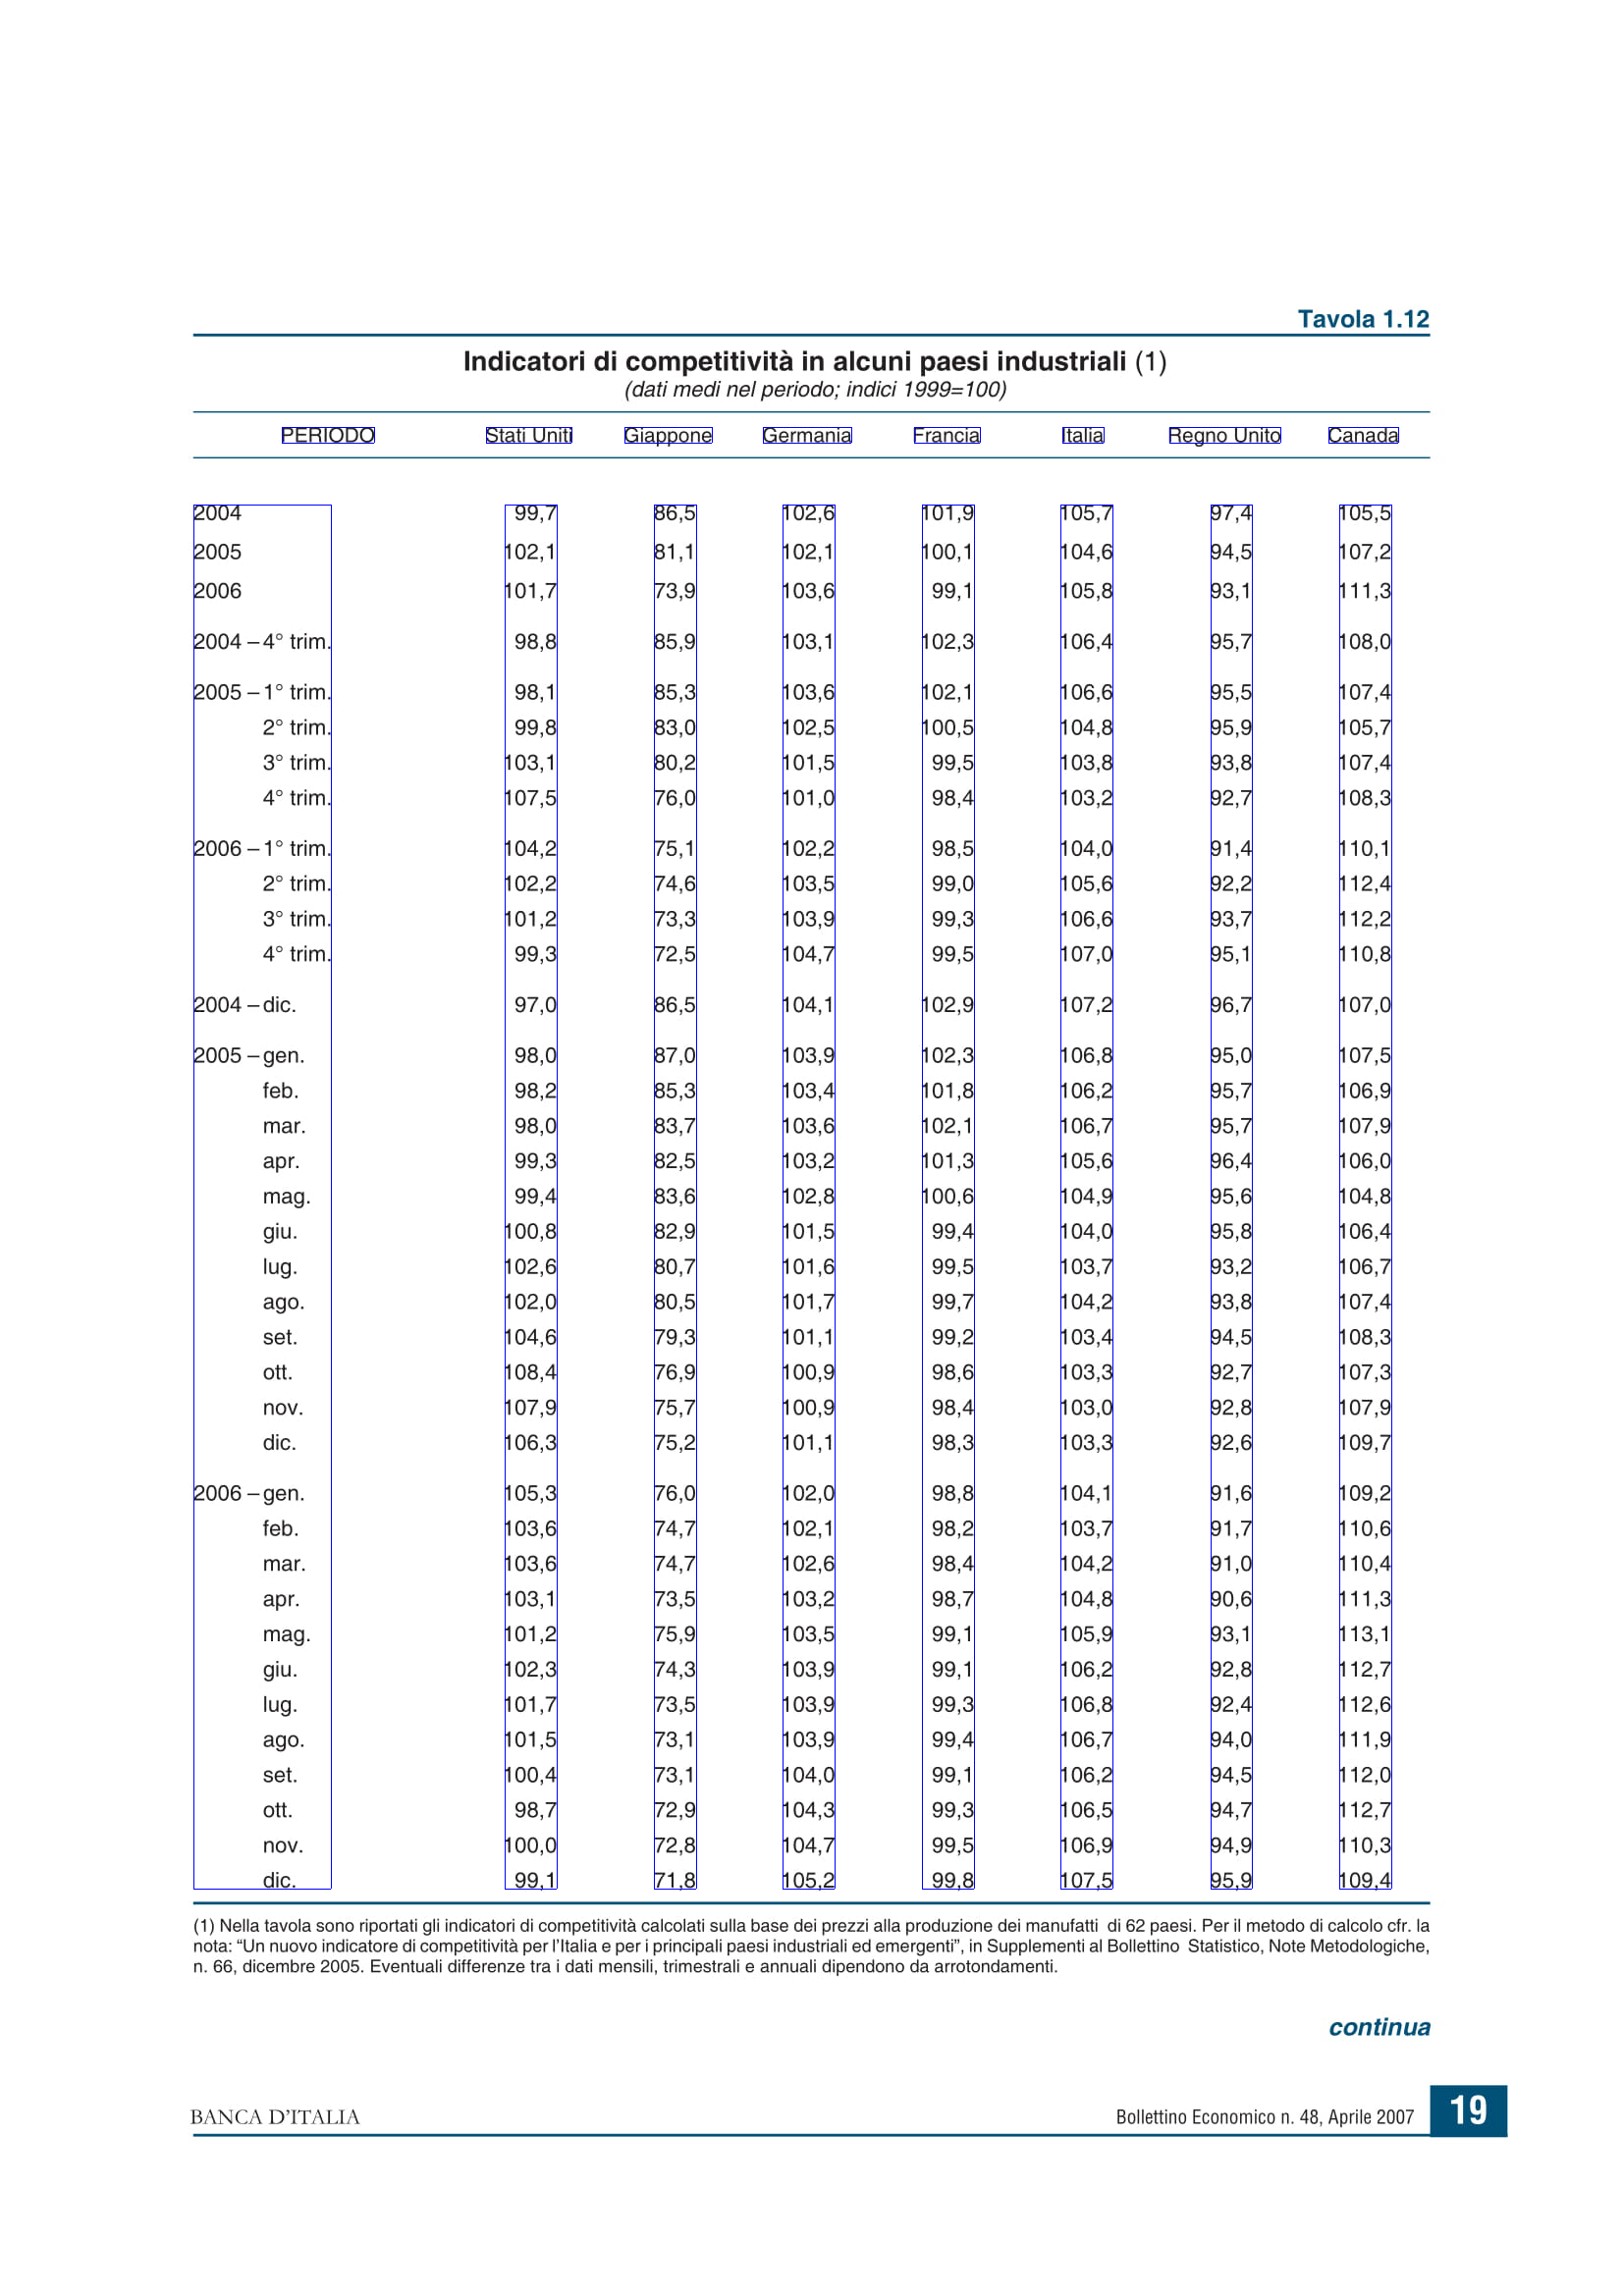 Tavola 1.12
Indicatori di competitività in alcuni paesi industriali (1)
(dati medi nel periodo; indici 1999=100)
PERIODO Stati Uniti Giappone Germania Francia Italia Regno Unito Canada
2004 99,7 86,5 102,6 101,9 105,7 97,4 105,5
2005 102,1 81,1 102,1 100,1 104,6 94,5 107,2
2006 101,7 73,9 103,6 99,1 105,8 93,1 111,3
2004 – 4° trim. 98,8 85,9 103,1 102,3 106,4 95,7 108,0
2005 – 1° trim. 98,1 85,3 103,6 102,1 106,6 95,5 107,4
2° trim. 99,8 83,0 102,5 100,5 104,8 95,9 105,7
3° trim. 103,1 80,2 101,5 99,5 103,8 93,8 107,4
4° trim. 107,5 76,0 101,0 98,4 103,2 92,7 108,3
2006 – 1° trim. 104,2 75,1 102,2 98,5 104,0 91,4 110,1
2° trim. 102,2 74,6 103,5 99,0 105,6 92,2 112,4
3° trim. 101,2 73,3 103,9 99,3 106,6 93,7 112,2
4° trim. 99,3 72,5 104,7 99,5 107,0 95,1 110,8
2004 – dic. 97,0 86,5 104,1 102,9 107,2 96,7 107,0
2005 – gen. 98,0 87,0 103,9 102,3 106,8 95,0 107,5
feb. 98,2 85,3 103,4 101,8 106,2 95,7 106,9
mar. 98,0 83,7 103,6 102,1 106,7 95,7 107,9
apr. 99,3 82,5 103,2 101,3 105,6 96,4 106,0
mag. 99,4 83,6 102,8 100,6 104,9 95,6 104,8
giu. 100,8 82,9 101,5 99,4 104,0 95,8 106,4
lug. 102,6 80,7 101,6 99,5 103,7 93,2 106,7
ago. 102,0 80,5 101,7 99,7 104,2 93,8 107,4
set. 104,6 79,3 101,1 99,2 103,4 94,5 108,3
ott. 108,4 76,9 100,9 98,6 103,3 92,7 107,3
nov. 107,9 75,7 100,9 98,4 103,0 92,8 107,9
dic. 106,3 75,2 101,1 98,3 103,3 92,6 109,7
2006 – gen. 105,3 76,0 102,0 98,8 104,1 91,6 109,2
feb. 103,6 74,7 102,1 98,2 103,7 91,7 110,6
mar. 103,6 74,7 102,6 98,4 104,2 91,0 110,4
apr. 103,1 73,5 103,2 98,7 104,8 90,6 111,3
mag. 101,2 75,9 103,5 99,1 105,9 93,1 113,1
giu. 102,3 74,3 103,9 99,1 106,2 92,8 112,7
lug. 101,7 73,5 103,9 99,3 106,8 92,4 112,6
ago. 101,5 73,1 103,9 99,4 106,7 94,0 111,9
set. 100,4 73,1 104,0 99,1 106,2 94,5 112,0
ott. 98,7 72,9 104,3 99,3 106,5 94,7 112,7
nov. 100,0 72,8 104,7 99,5 106,9 94,9 110,3
dic. 99,1 71,8 105,2 99,8 107,5 95,9 109,4
(1) Nella tavola sono riportati gli indicatori di competitività calcolati sulla base dei prezzi alla produzione dei manufatti di 62 paesi. Per il metodo di calcolo cfr. la
nota: “Un nuovo indicatore di competitività per l’Italia e per i principali paesi industriali ed emergenti”, in Supplementi al Bollettino Statistico, Note Metodologiche,
n. 66, dicembre 2005. Eventuali differenze tra i dati mensili, trimestrali e annuali dipendono da arrotondamenti.
continua
BANCA D’ITALIA Bollettino Economico n. 48, Aprile 2007 19